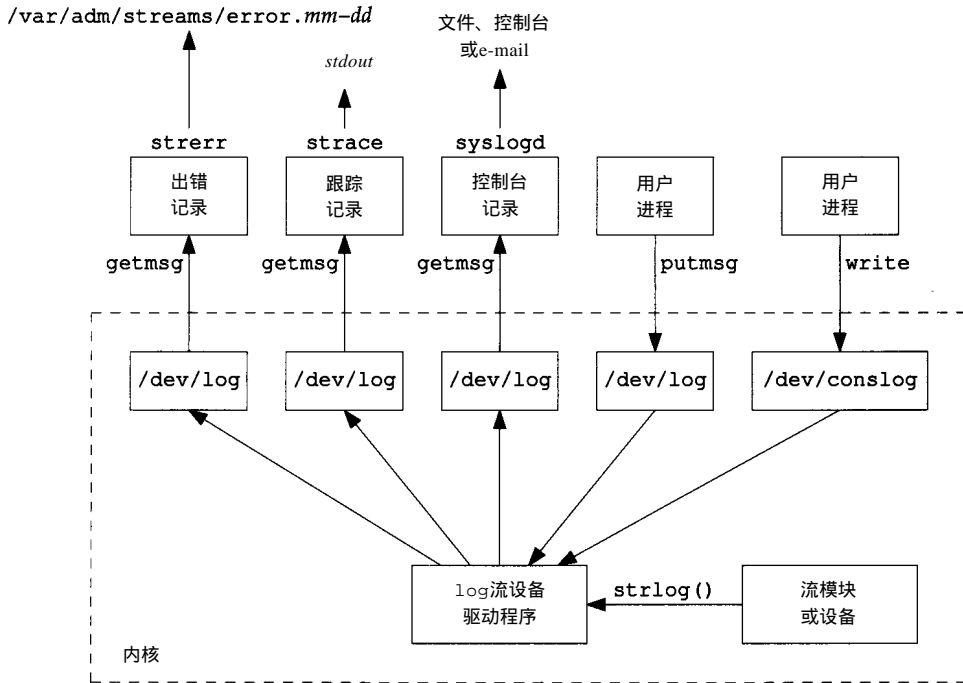 /var/adm/streams/error.mm-dd
文件、控制台
或e-mail
stdout
strerr
strace
syslogd
出错
记录
跟踪
记录
控制台
记录
用户
进程
用户
进程
getmsg
getmsg
getmsg
putmsg
write
/dev/log
/dev/log
/dev/log
/dev/log
/dev/conslog
log流设备
驱动程序
strlog()
流模块
或设备
内核